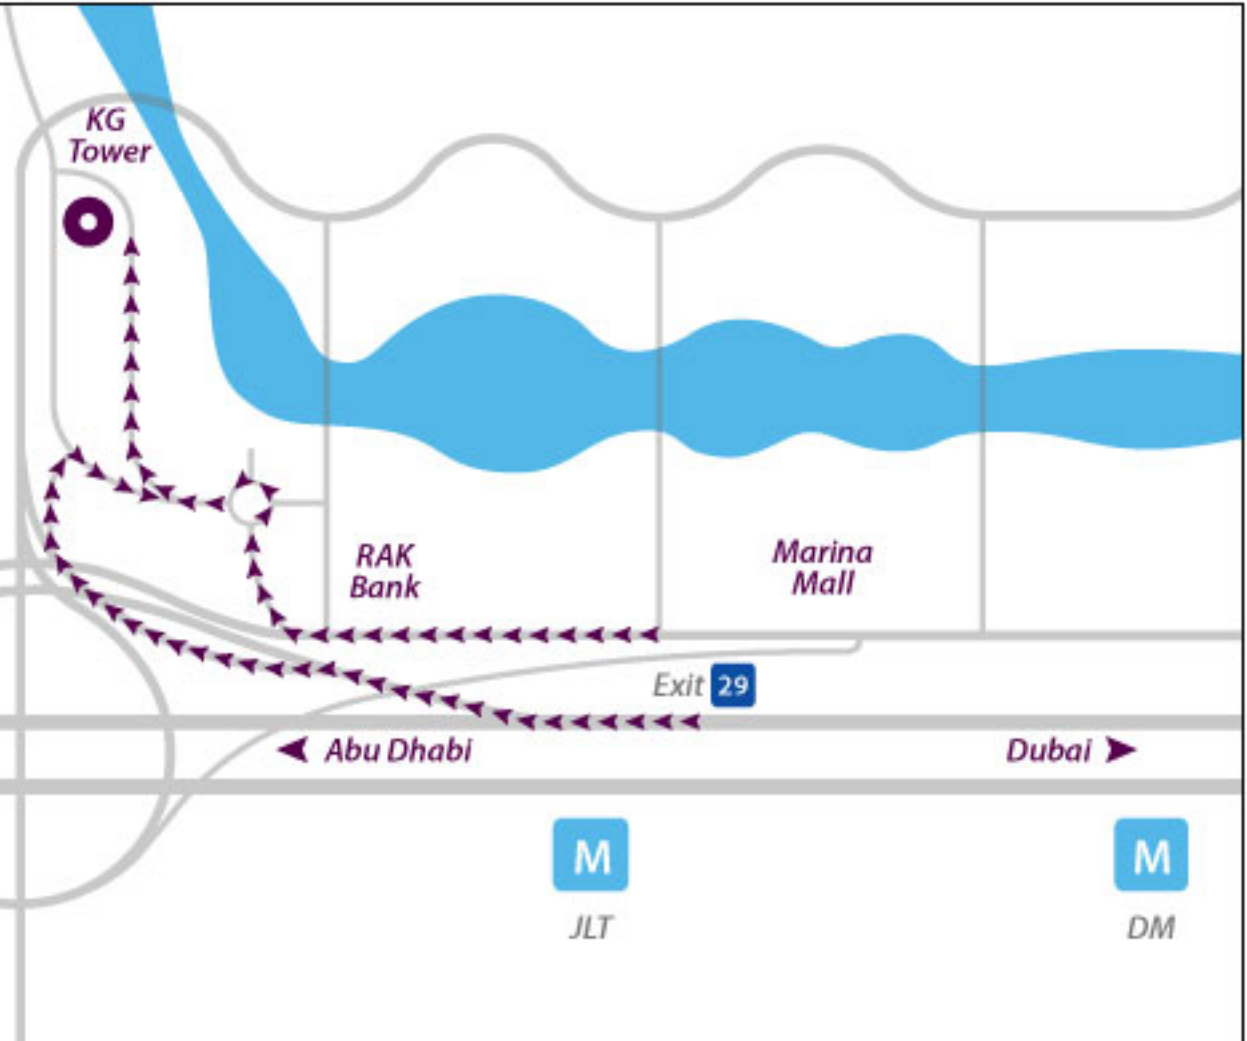 KG
Tower
RAK
Bank
Marina
Mall
Exit 29
Abu Dhabi
Dubai
M
JLT
M
DM